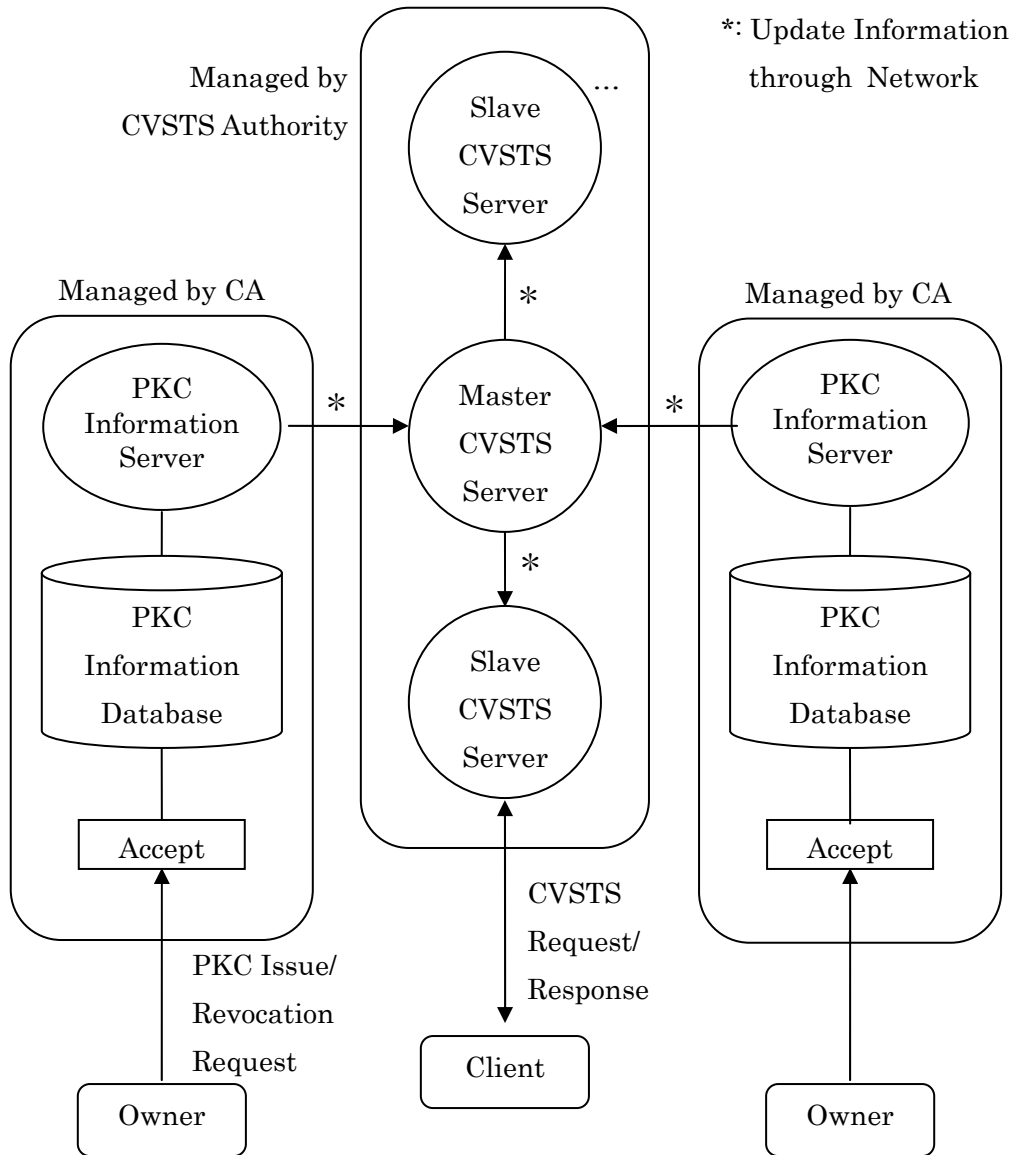 *: Update Information
through Network
Managed by
CVSTS Authority
Slave
CVSTS
Server
...
*
Managed by CA
PKC
Information
Server
*
Master
CVSTS
Server
*
Managed by CA
PKC
Information
Server
*
PKC
Information
Database
Slave
CVSTS
Server
PKC
Information
Database
Accept
Accept
CVSTS
Request/
Response
PKC Issue/
Revocation
Request
Owner
Client
Owner